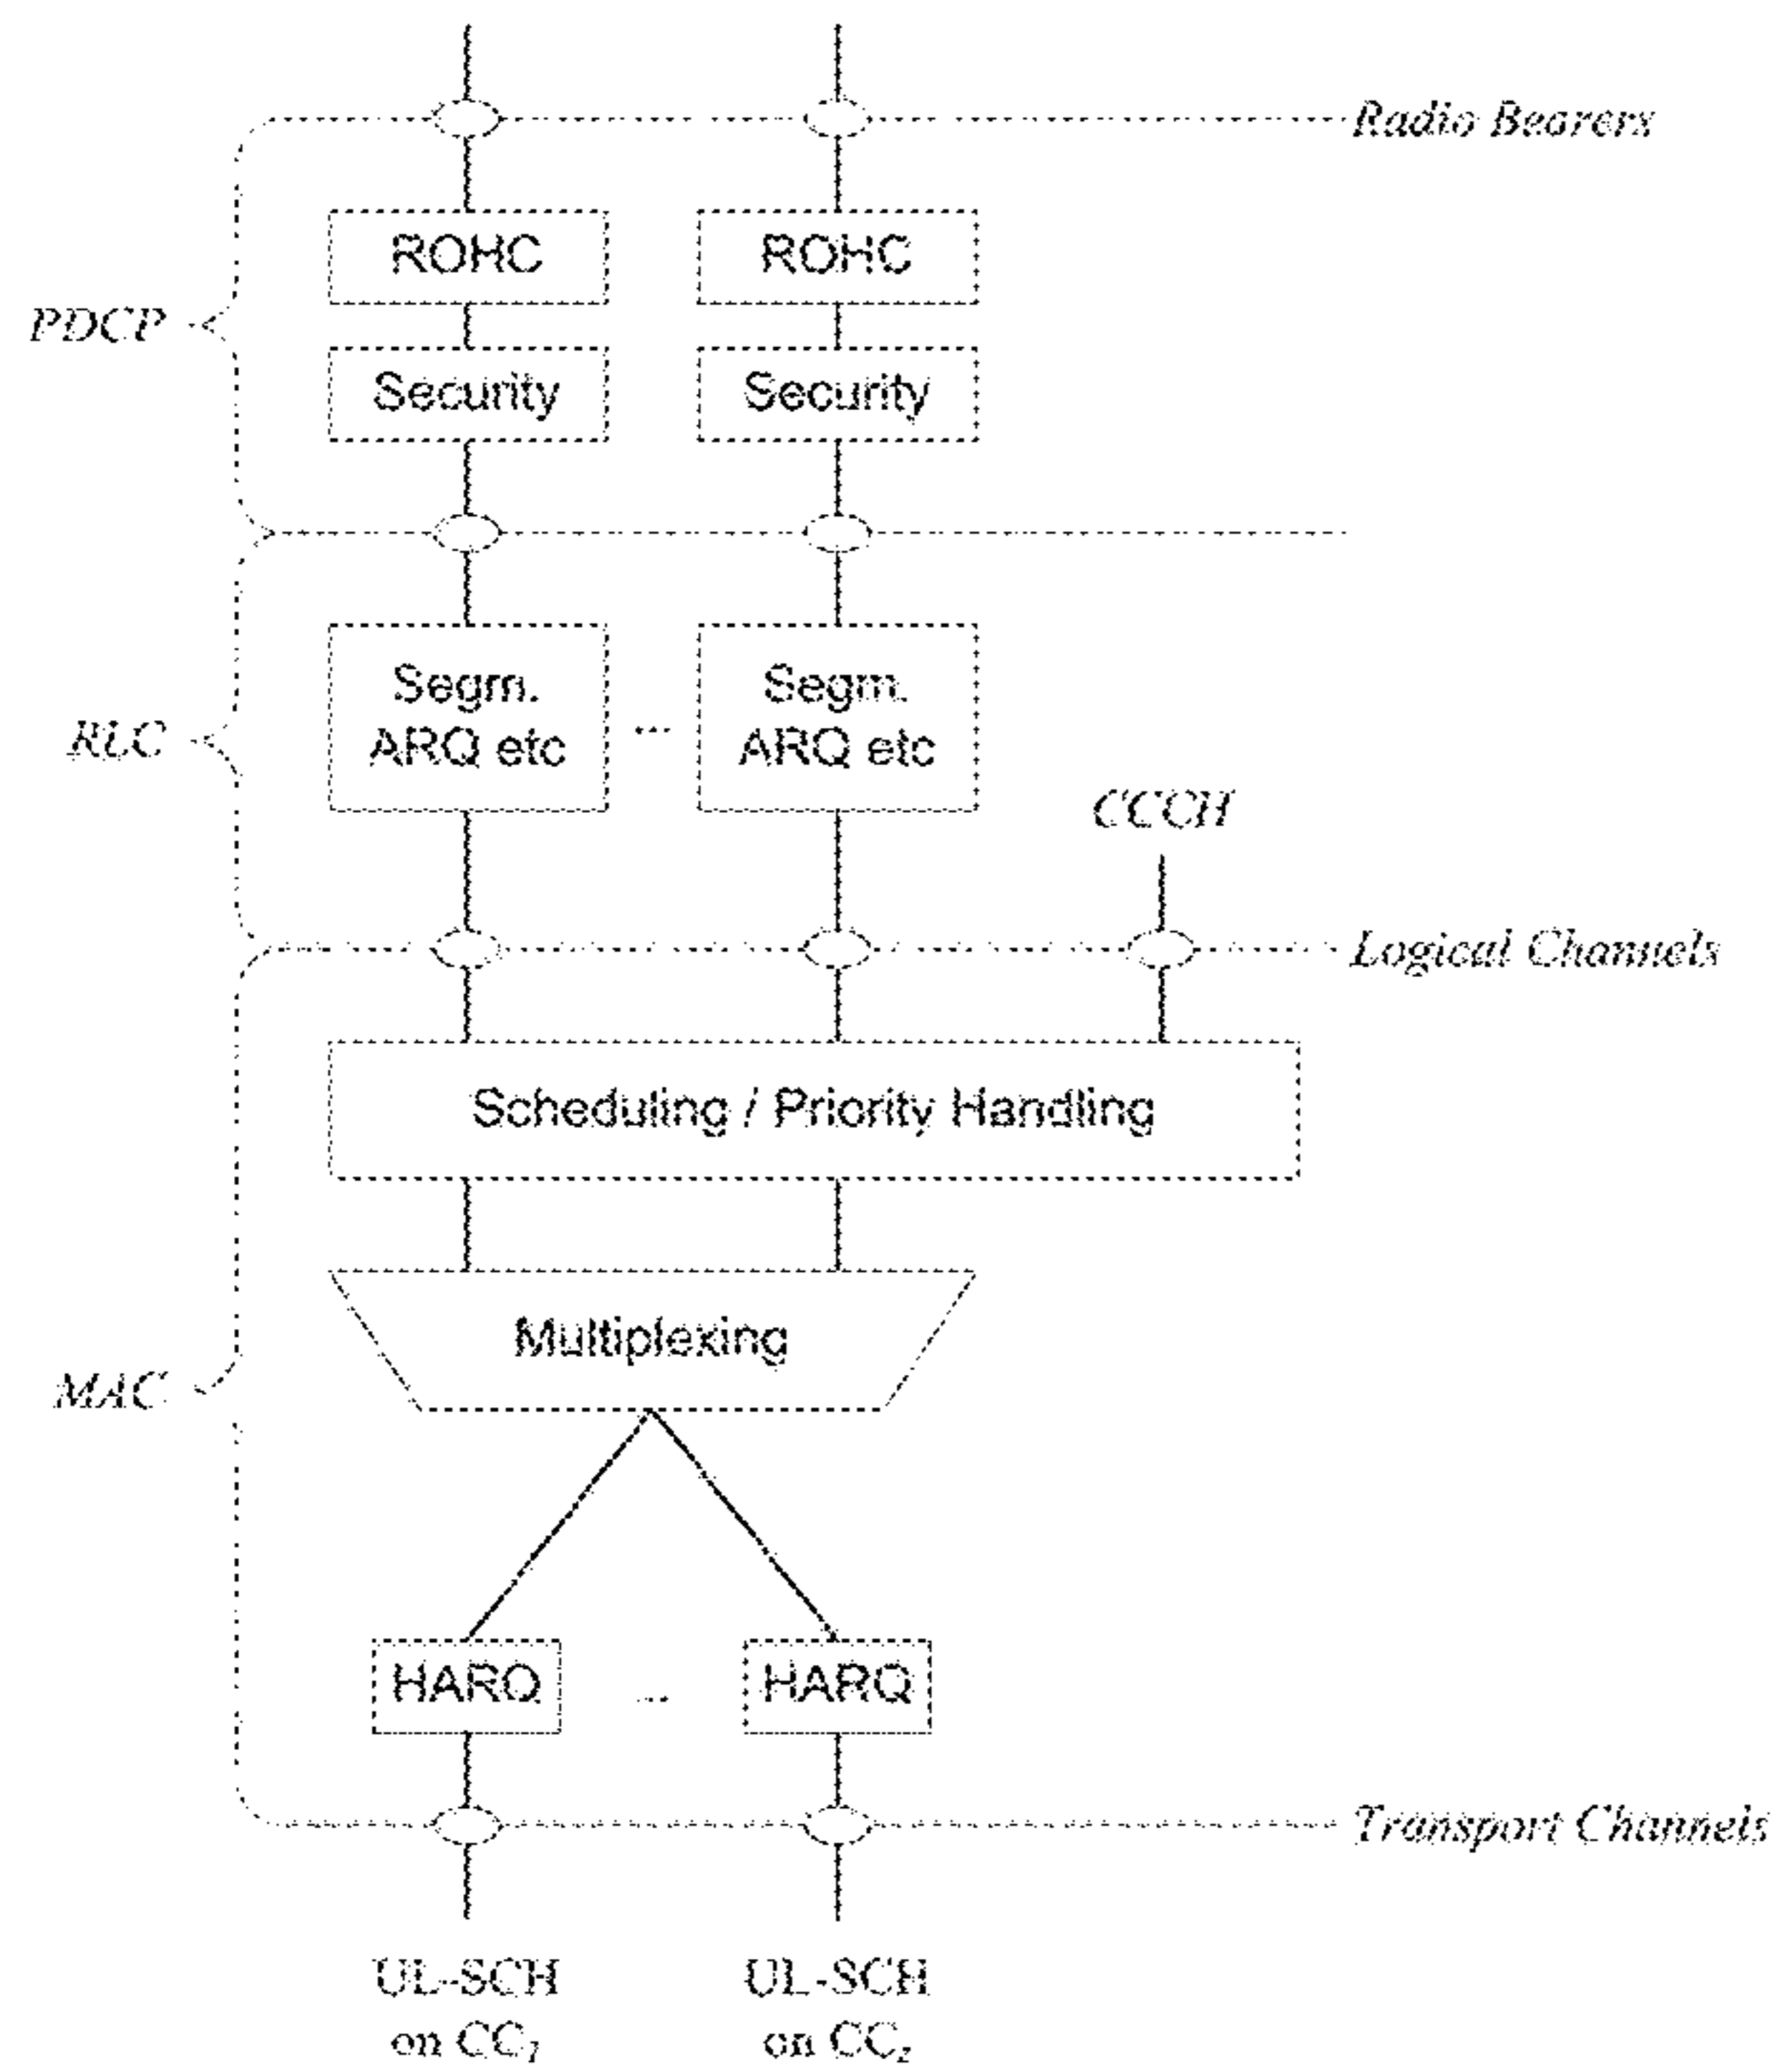 Radio Bearers
ROHC
ROHC
PDCP
Security
Security
Segm.
ARQ etc
...
Segm.
ARQ etc
RLC
CCCH
Logical Channels
Scheduling / Priority Handling
Multiplexing
MAC
HARQ
...
HARQ
Transport Channels
UL-SCH
on CC1
UL-SCH
on CCz